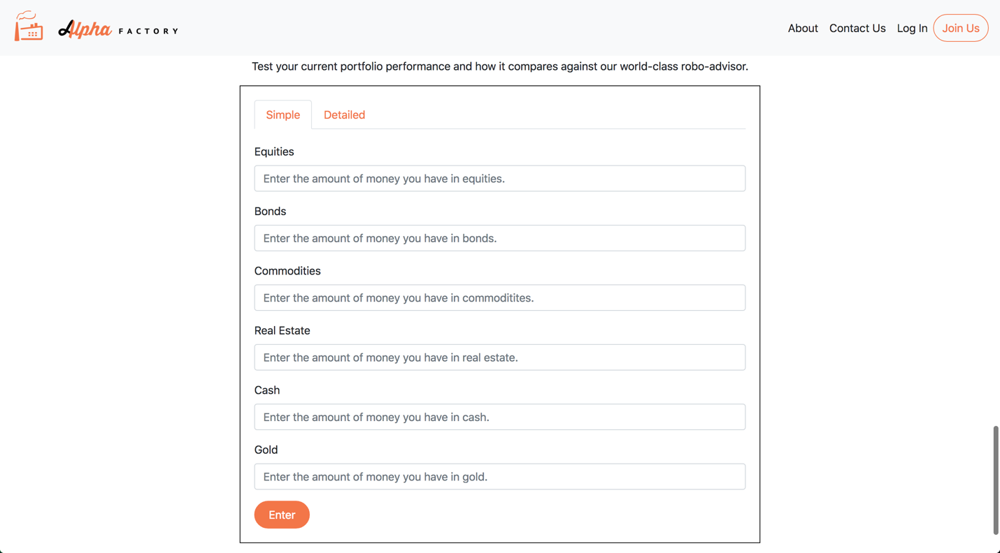 Alpha FACTORY
About Contact Us Log In Join Us
Test your current portfolio performance and how it compares against our world-class robo-advisor.
Simple Detailed
Equities
Enter the amount of money you have in equities.
Bonds
Enter the amount of money you have in bonds.
Commodities
Enter the amount of money you have in commoditites.
Real Estate
Enter the amount of money you have in real estate.
Cash
Enter the amount of money you have in cash.
Gold
Enter the amount of money you have in gold.
Enter